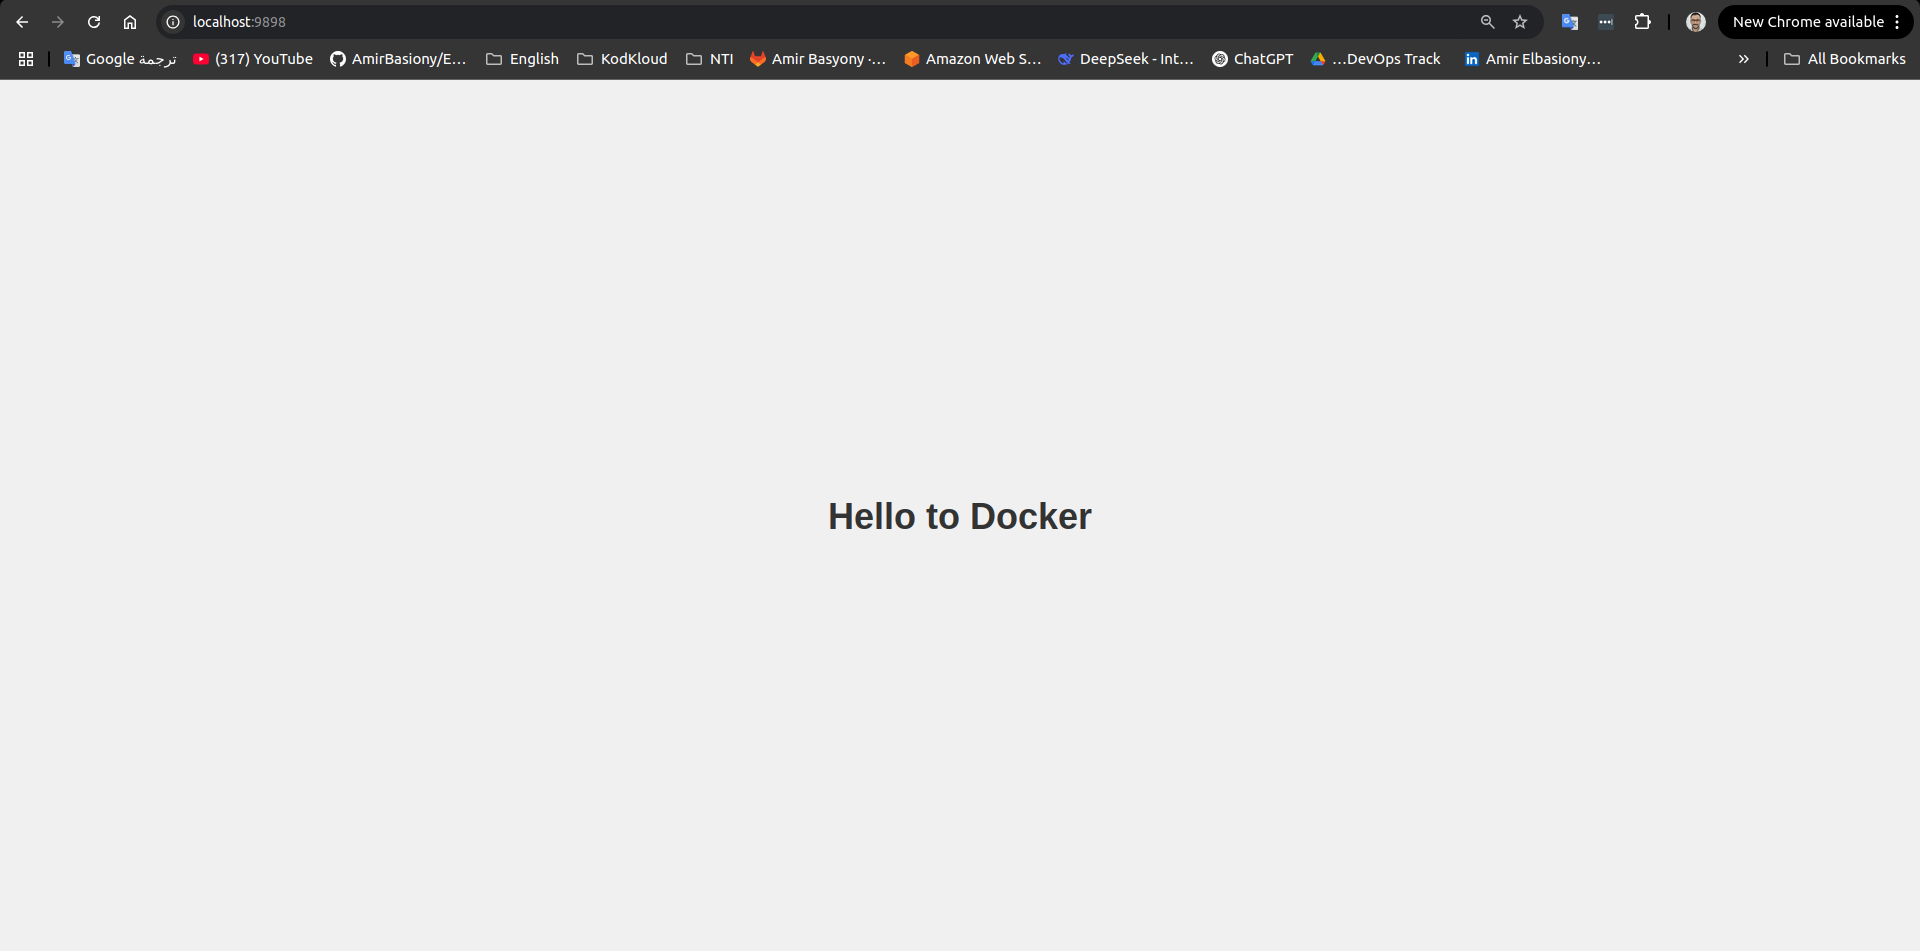 localhost:9898
New Chrome available
Google ترجمة
(317) YouTube
AmirBasiony/E...
English
KodKloud
NTI
Amir Basyony ·...
Amazon Web S...
DeepSeek - Int...
ChatGPT
...DevOps Track
Amir Elbasiony...
All Bookmarks
Hello to Docker